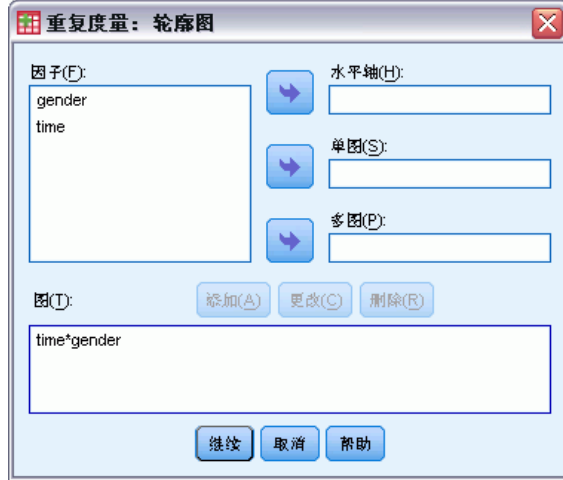 重复度量：轮廓图
因子(F):
gender
time
水平轴(H):
单图(S):
多图(P):
图(T):
添加(A)
更改(C)
删除(R)
time*gender
继续
取消
帮助